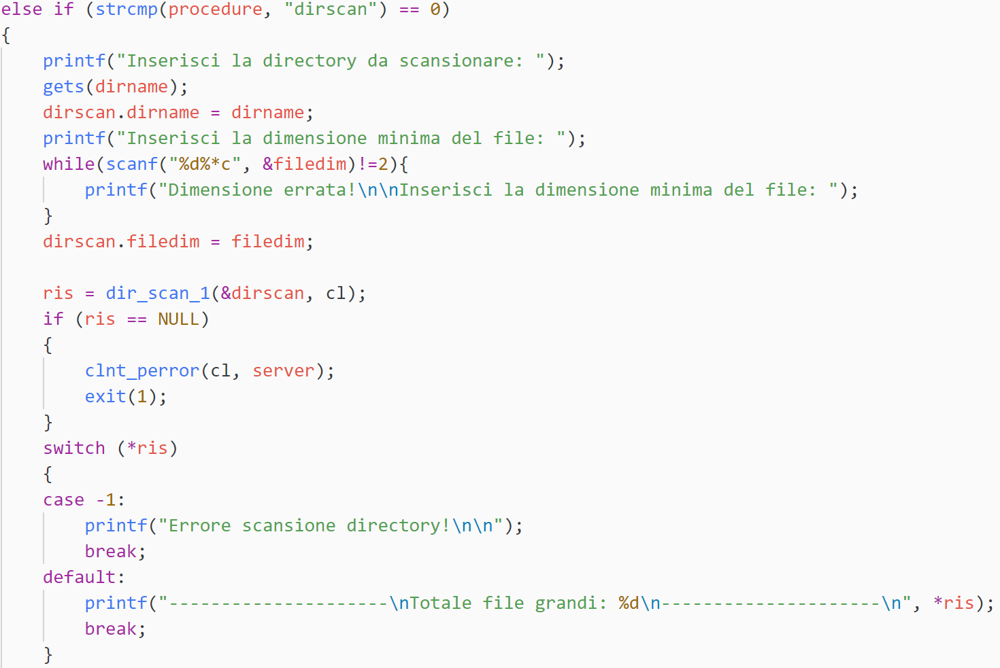 else if (strcmp(procedure, "dirscan") == 0)
{
    printf("Inserisci la directory da scansionare: ");
    gets(dirname);
    dirscan.dirname = dirname;
    printf("Inserisci la dimensione minima del file: ");
    while(scanf("%d%*c", &filedim)!=2){
        printf("Dimensione errata!\n\nInserisci la dimensione minima del file: ");
    }
    dirscan.filedim = filedim;

    ris = dir_scan_1(&dirscan, cl);
    if (ris == NULL)
    {
        clnt_perror(cl, server);
        exit(1);
    }
    switch (*ris)
    {
    case -1:
        printf("Errore scansione directory!\n\n");
        break;
    default:
        printf("---------------------\nTotale file grandi: %d\n---------------------\n", *ris);
        break;
    }